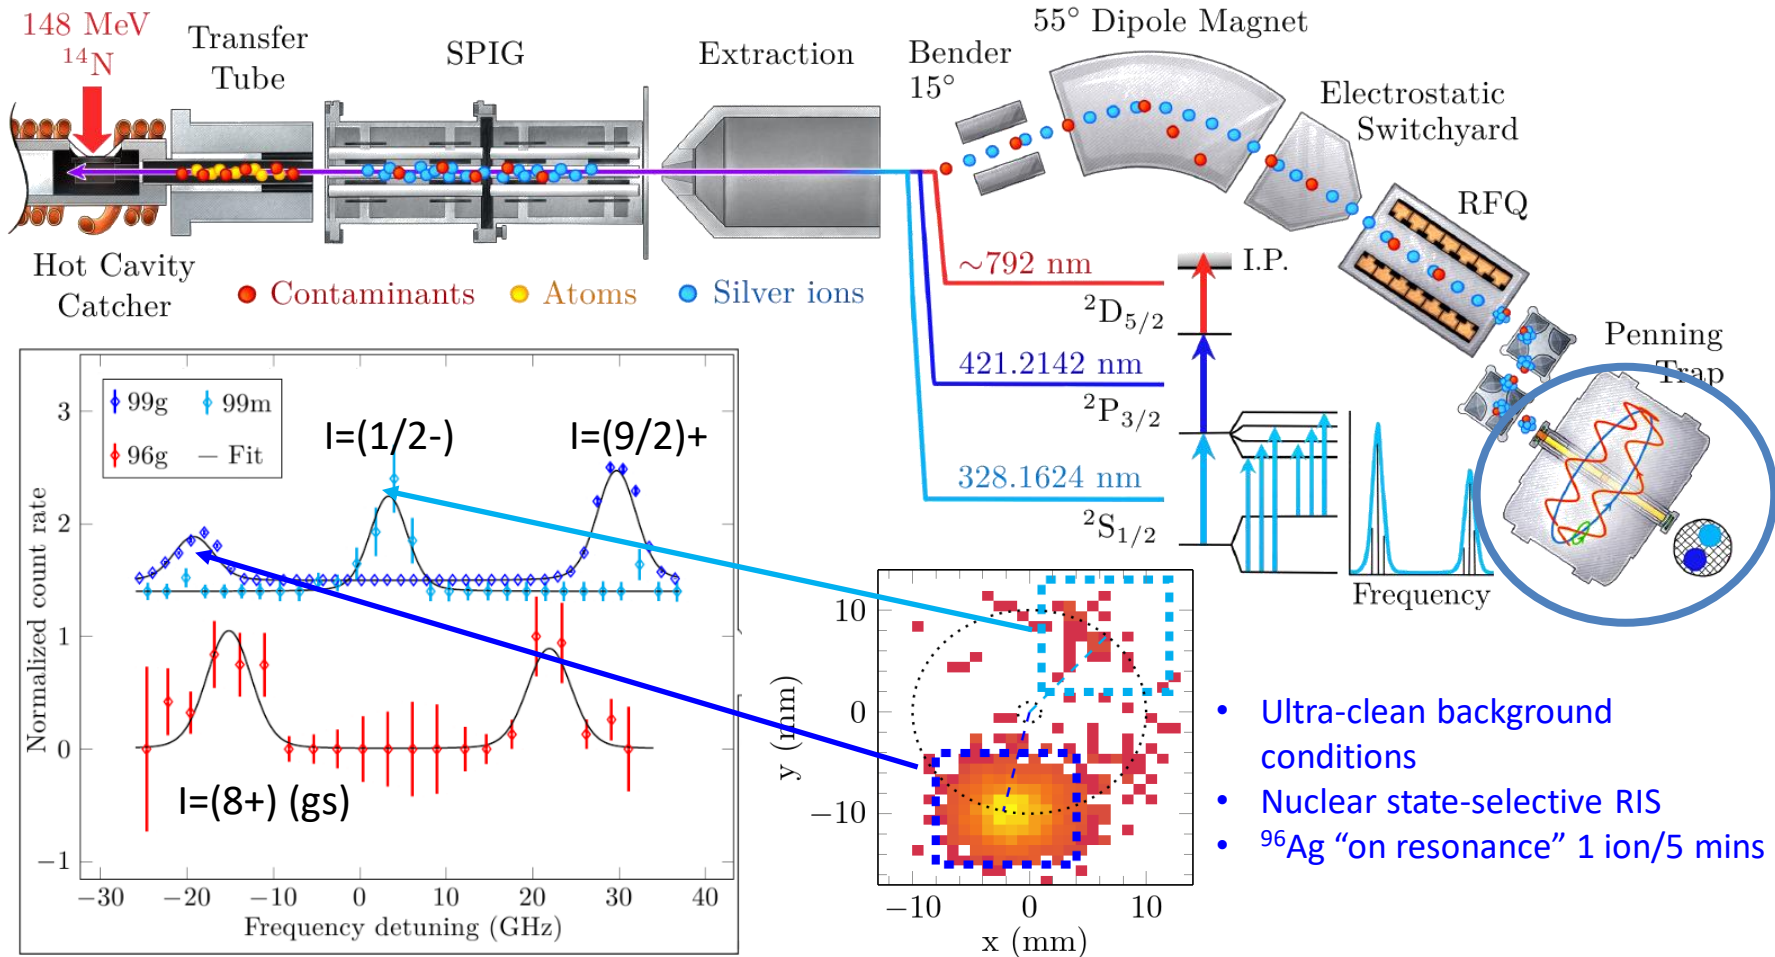 148 MeV
¹⁴N
Transfer
Tube
SPIG
Extraction
Bender
15°
55° Dipole Magnet
Electrostatic
Switchyard
RFQ
Penning
Trap
Hot Cavity
Catcher
Contaminants
Atoms
Silver ions
~792 nm
I.P.
²D₅/₂
421.2142 nm
²P₃/₂
328.1624 nm
²S₁/₂
Frequency
99g
99m
96g
Fit
I=(1/2-)
I=(9/2)+
I=(8+) (gs)
Normalized count rate
3
2
1
0
−1
−30
−20
−10
0
10
20
30
40
Frequency detuning (GHz)
y (mm)
10
0
−10
−10
0
10
x (mm)
• Ultra-clean background
conditions
• Nuclear state-selective RIS
• ⁹⁶Ag “on resonance” 1 ion/5 mins